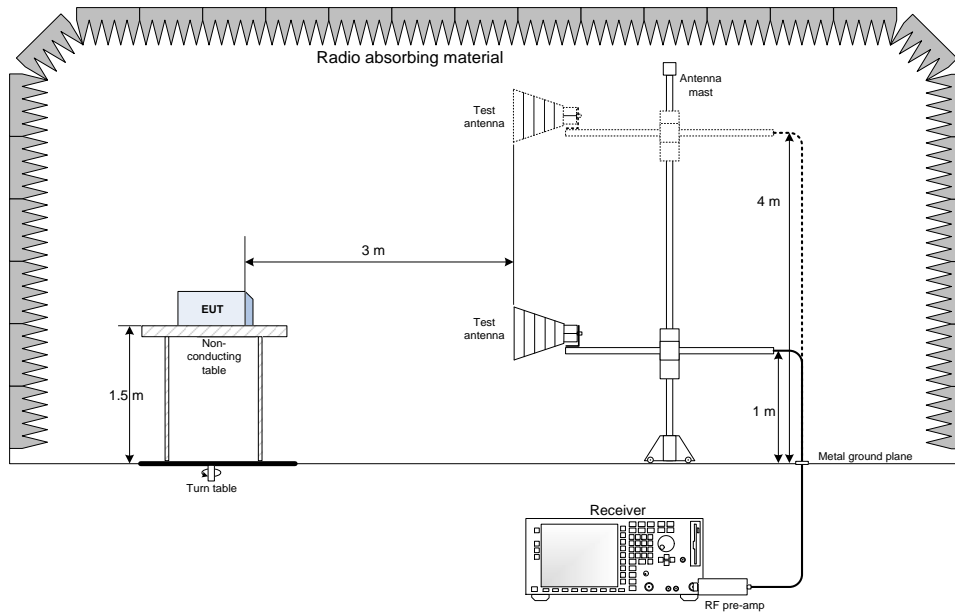 Radio absorbing material
Antenna
mast
Test
antenna
4 m
3 m
EUT
Test
antenna
Non-
conducting
table
1.5 m
1 m
Metal ground plane
Turn table
Receiver
RF pre-amp